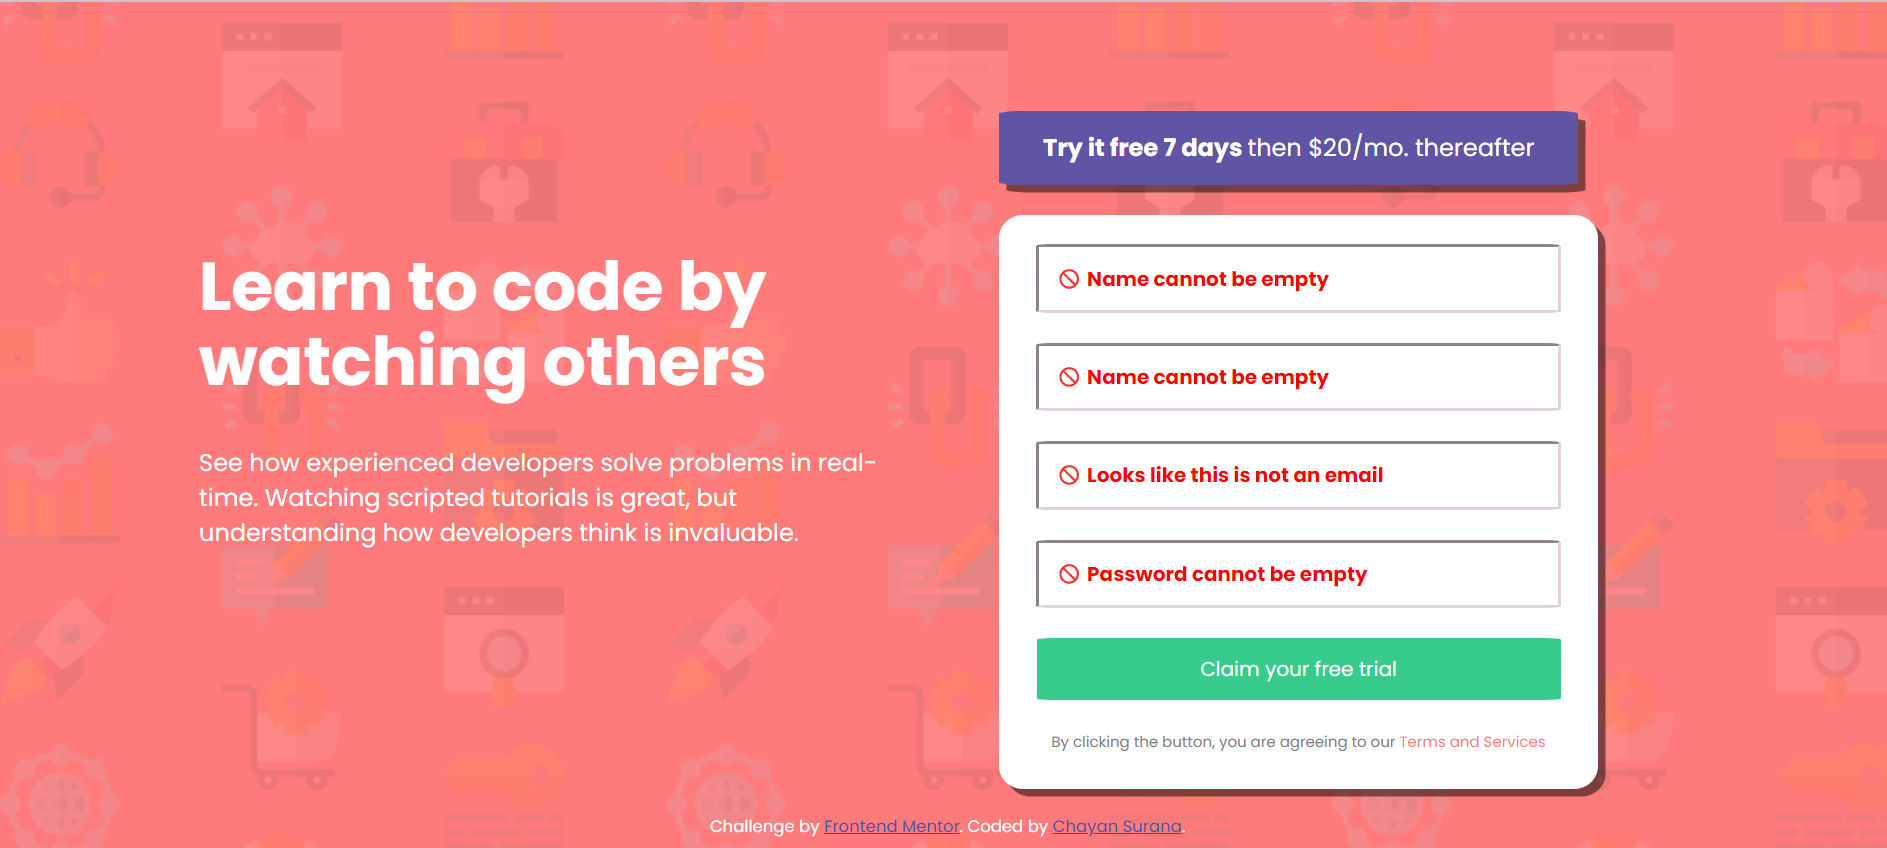 Learn to code by
watching others
See how experienced developers solve problems in real-
time. Watching scripted tutorials is great, but
understanding how developers think is invaluable.
Try it free 7 days then $20/mo. thereafter
🚫 Name cannot be empty
🚫 Name cannot be empty
🚫 Looks like this is not an email
🚫 Password cannot be empty
Claim your free trial
By clicking the button, you are agreeing to our Terms and Services
Challenge by Frontend Mentor. Coded by Chayan Surana.